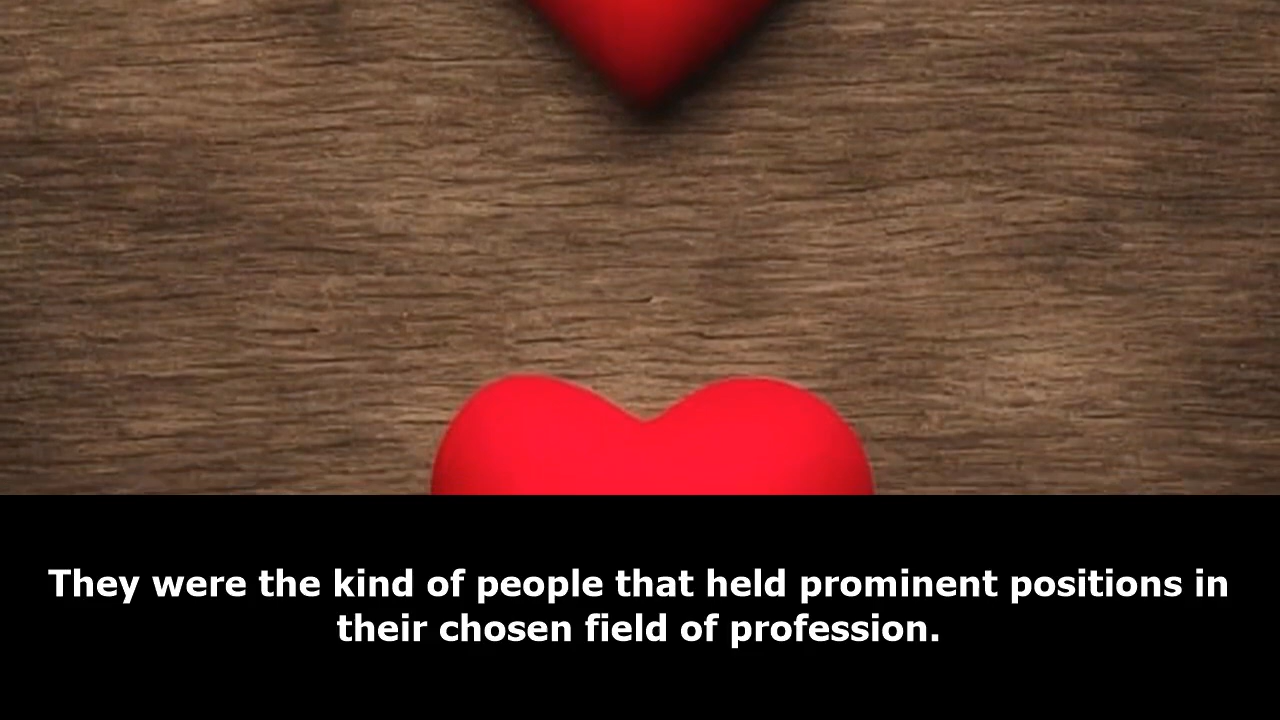 They were the kind of people that held prominent positions in
their chosen field of profession.